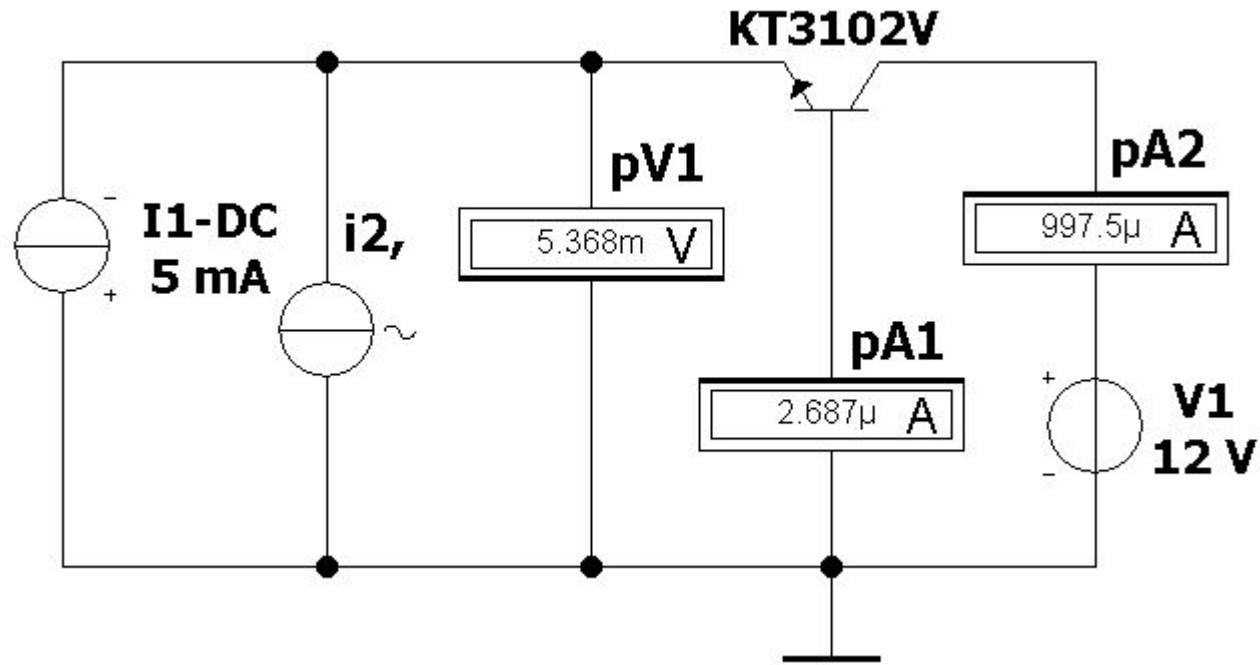 KT3102V
pV1
pA2
I1-DC
5 mA
-
+
i2,
~
5.368m V
997.5µ A
pA1
2.687µ A
+
-
V1
12 V